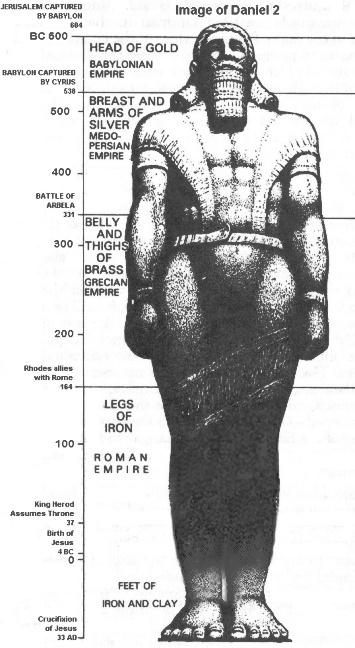 JERUSALEM CAPTURED
BY BABYLON
604
Image of Daniel 2
BC 600
HEAD OF GOLD
BABYLONIAN
EMPIRE
BABYLON CAPTURED
BY CYRUS
538
BREAST AND
ARMS OF
SILVER
MEDO-
PERSIAN
EMPIRE
500
400
BATTLE OF
ARBELA
331
BELLY
AND
THIGHS
OF
BRASS
GRECIAN
EMPIRE
300
200
Rhodes allies
with Rome
164
LEGS
OF
IRON
100
ROMAN
EMPIRE
King Herod
Assumes Throne
37
Birth of
Jesus
4 BC
0
FEET OF
IRON AND CLAY
Crucifixion
of Jesus
33 AD